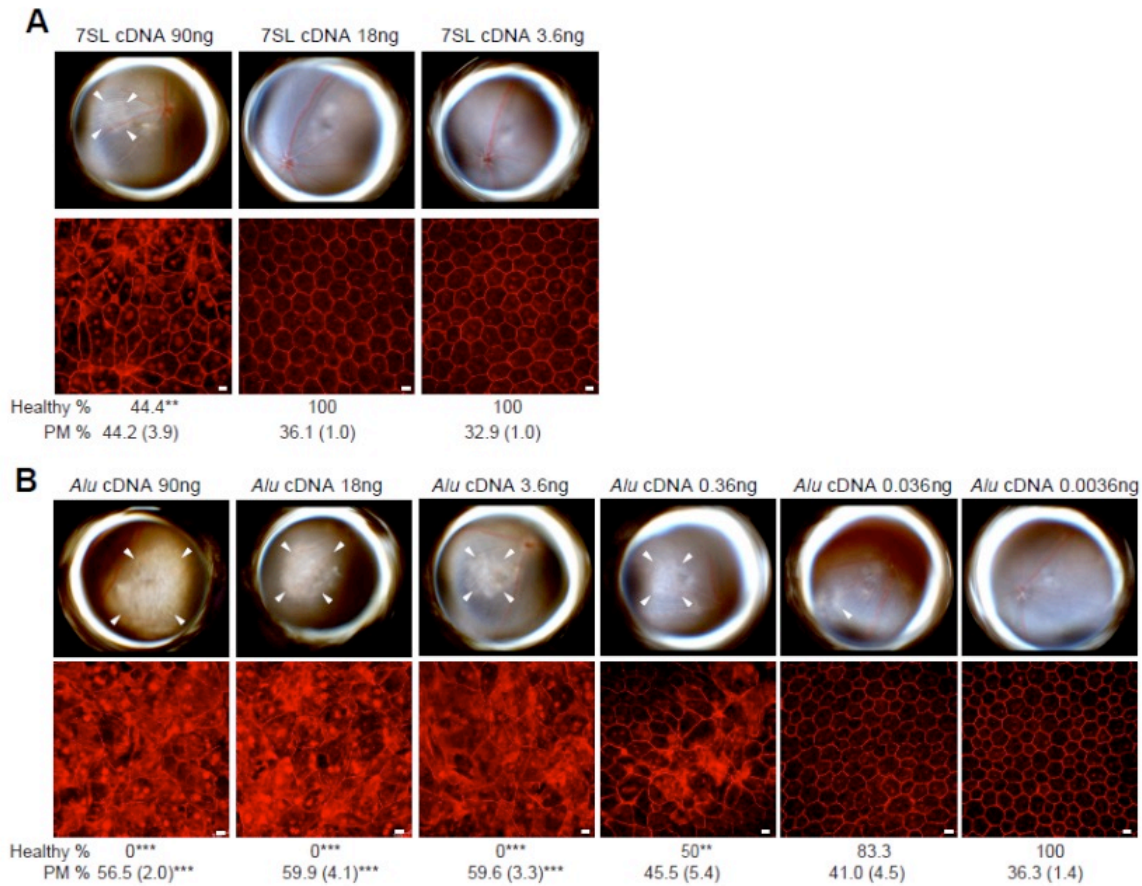 A
7SL cDNA 90ng 7SL cDNA 18ng 7SL cDNA 3.6ng
Healthy % 44.4** 100 100
PM % 44.2 (3.9) 36.1 (1.0) 32.9 (1.0)
B
Alu cDNA 90ng Alu cDNA 18ng Alu cDNA 3.6ng Alu cDNA 0.36ng Alu cDNA 0.036ng Alu cDNA 0.0036ng
Healthy % 0*** 0*** 0*** 50** 83.3 100
PM % 56.5 (2.0)*** 59.9 (4.1)*** 59.6 (3.3)*** 45.5 (5.4) 41.0 (4.5) 36.3 (1.4)